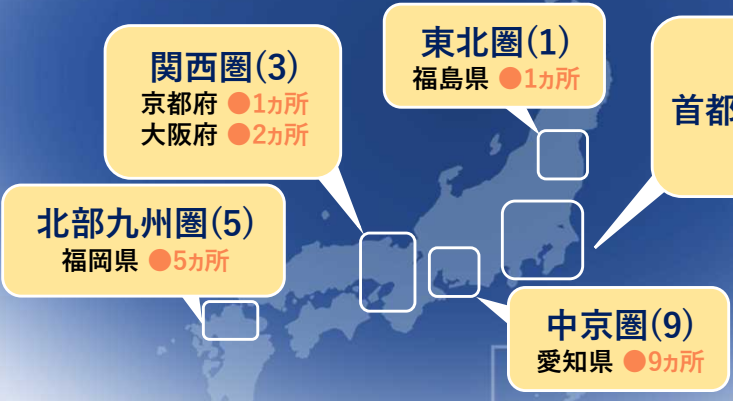 関西圏(3)
京都府 ●1ヵ所
大阪府 ●2ヵ所
東北圏(1)
福島県 ●1ヵ所
首都
北部九州圏(5)
福岡県 ●5ヵ所
中京圏(9)
愛知県 ●9ヵ所